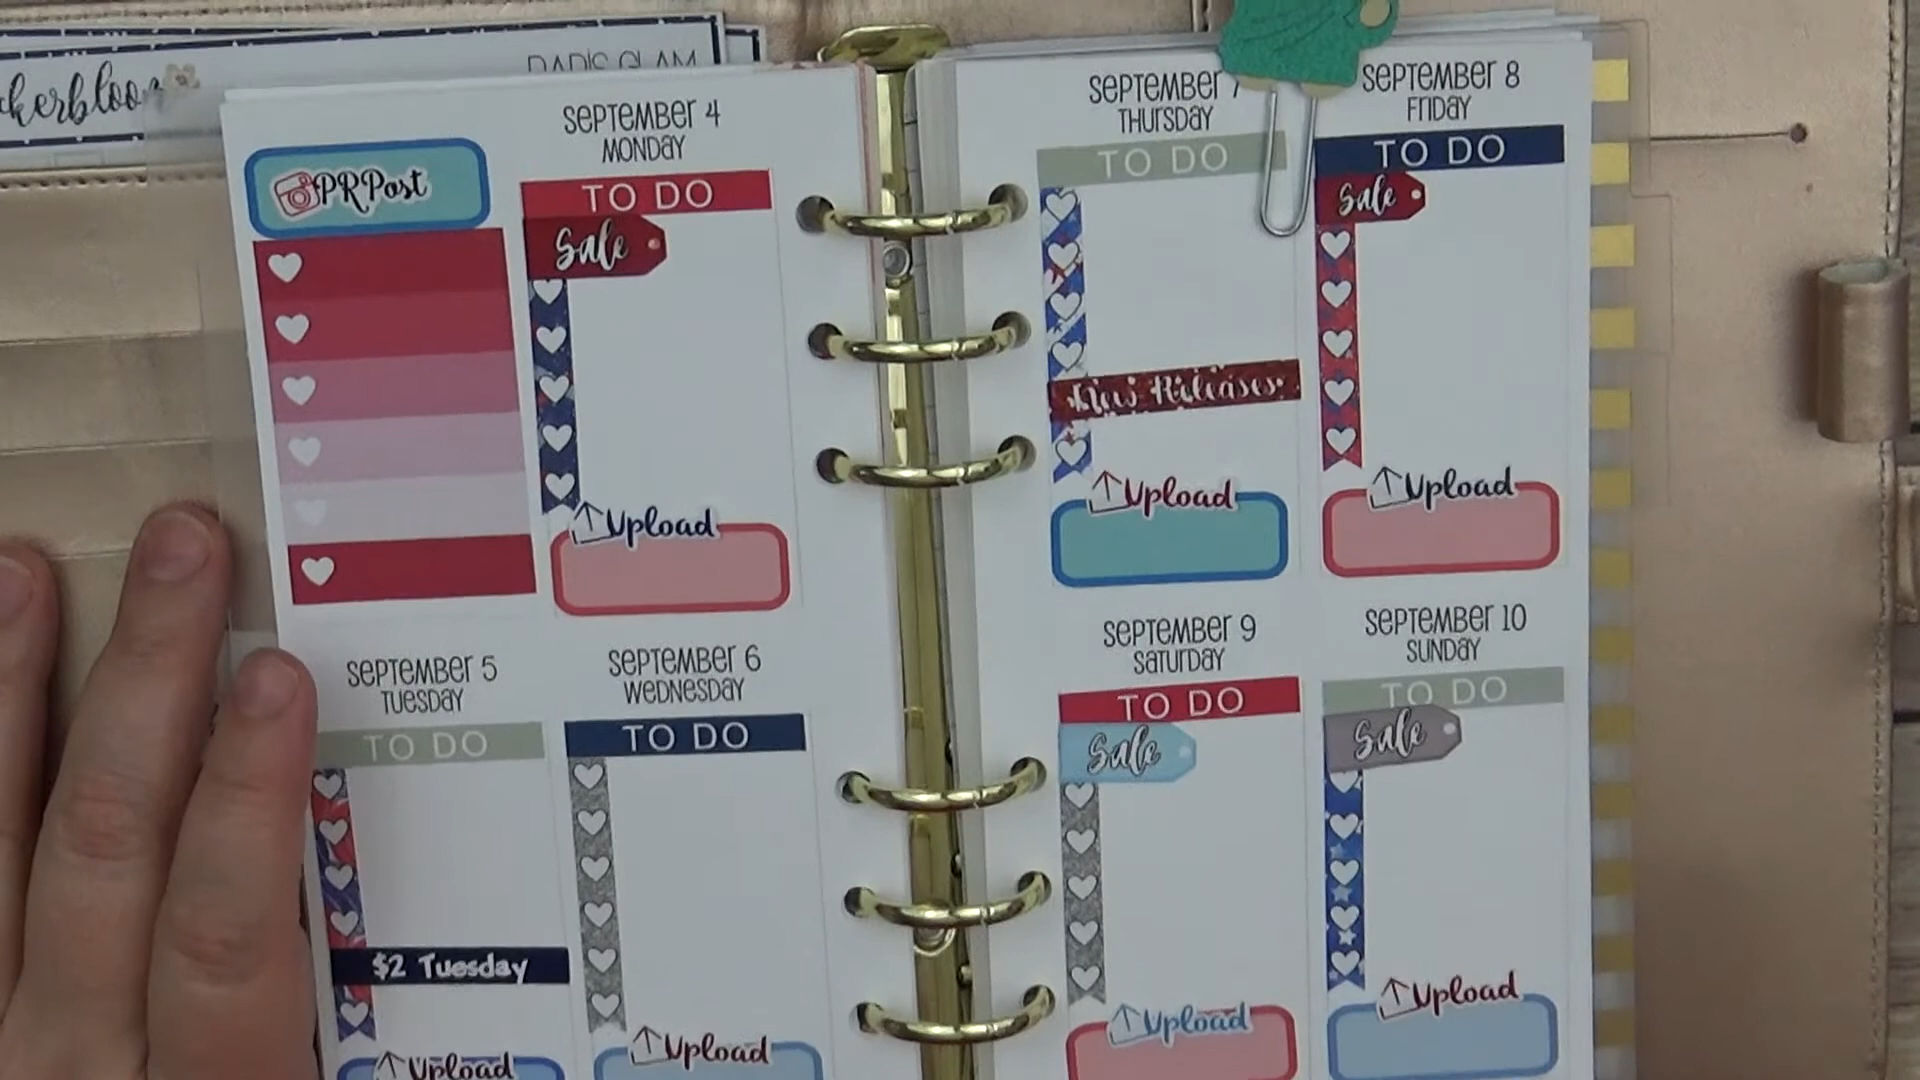 PARIS GLAM
PR Post
SEPTEMBER 4
MONDAY
TO DO
Sale
Upload
SEPTEMBER 5
TUESDAY
TO DO
$2 Tuesday
Upload
SEPTEMBER 6
WEDNESDAY
TO DO
Upload
SEPTEMBER 7
THURSDAY
TO DO
New Releases
Upload
SEPTEMBER 8
FRIDAY
TO DO
Sale
Upload
SEPTEMBER 9
SATURDAY
TO DO
Sale
Upload
SEPTEMBER 10
SUNDAY
TO DO
Sale
Upload